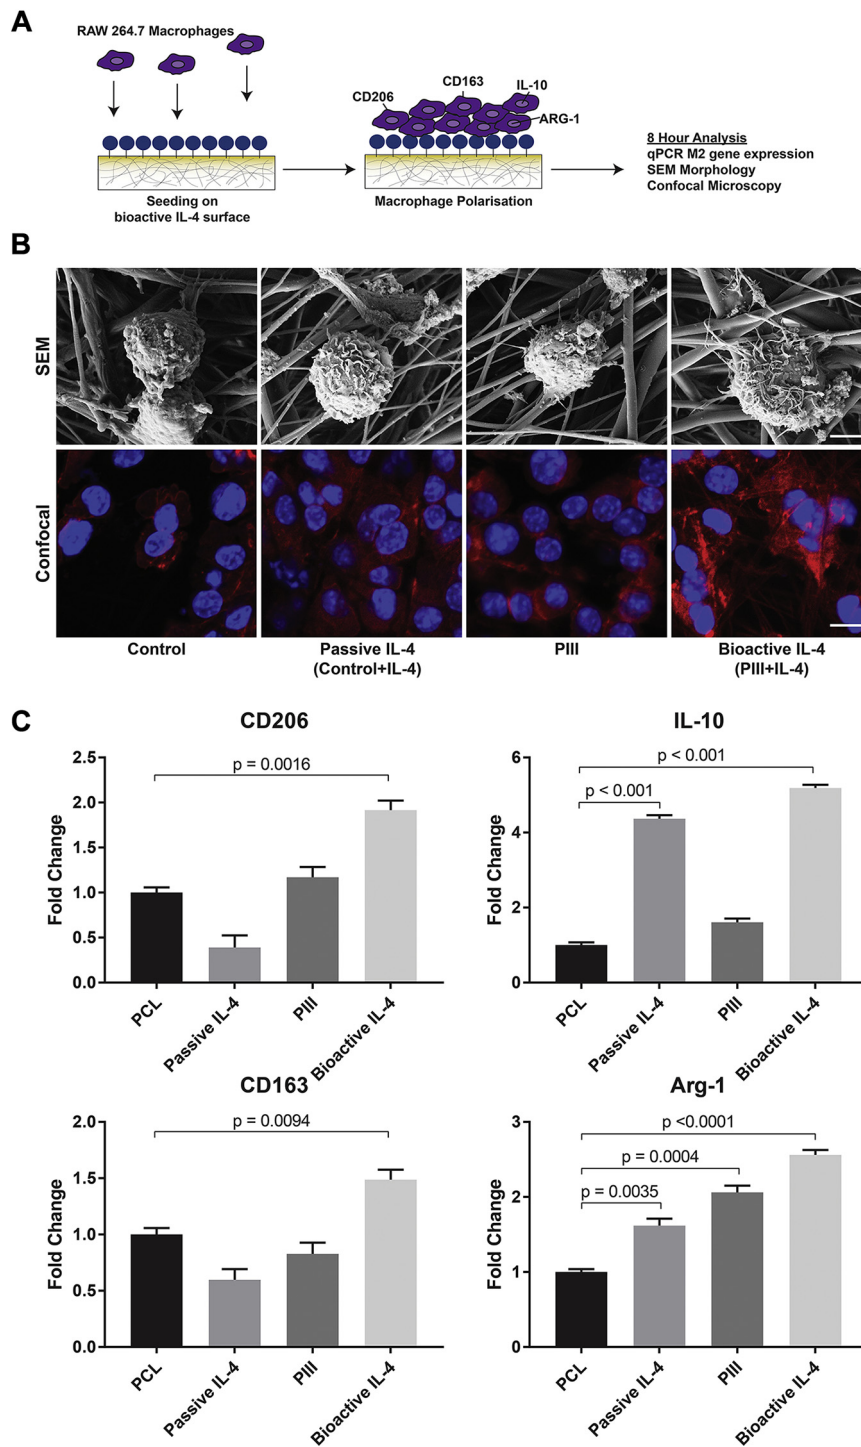 A
RAW 264.7 Macrophages
CD206
CD163
IL-10
ARG-1
Seeding on
bioactive IL-4 surface
Macrophage Polarisation
8 Hour Analysis
qPCR M2 gene expression
SEM Morphology
Confocal Microscopy
B
SEM
Confocal
Control
Passive IL-4
(Control+IL-4)
PIII
Bioactive IL-4
(PIII+IL-4)
C
CD206
Fold Change
2.5
2.0
1.5
1.0
0.5
0.0
p = 0.0016
PCL
Passive IL-4
PIII
Bioactive IL-4
IL-10
Fold Change
6
4
2
0
p < 0.001
p < 0.001
PCL
Passive IL-4
PIII
Bioactive IL-4
CD163
Fold Change
2.0
1.5
1.0
0.5
0.0
p = 0.0094
PCL
Passive IL-4
PIII
Bioactive IL-4
Arg-1
Fold Change
3
2
1
0
p <0.0001
p = 0.0004
p = 0.0035
PCL
Passive IL-4
PIII
Bioactive IL-4